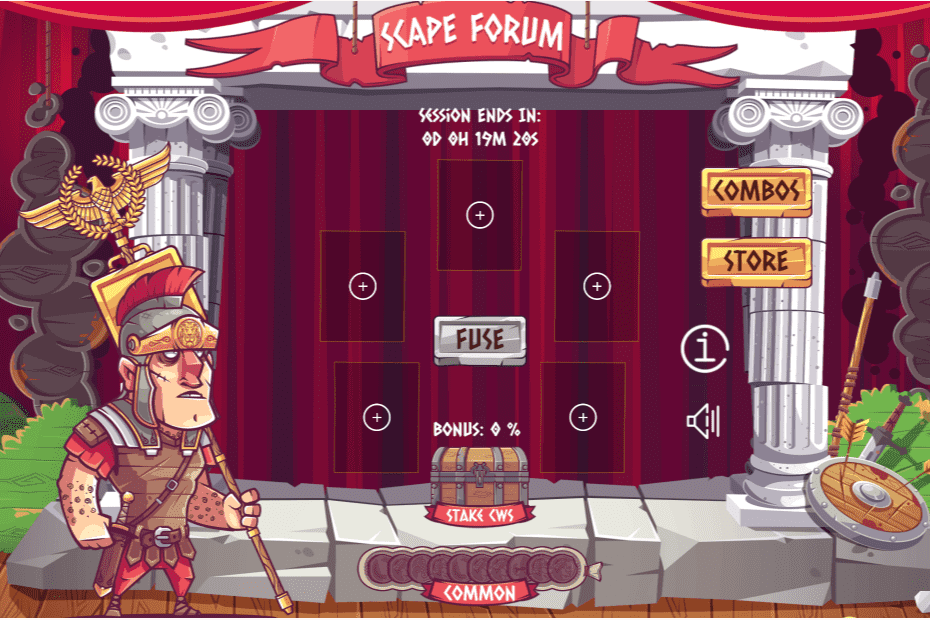 SCAPE FORUM
SESSION ENDS IN:
0D 0H 19M 20S
COMBOS
STORE
FUSE
BONUS: 0 %
STAKE CWS
COMMON